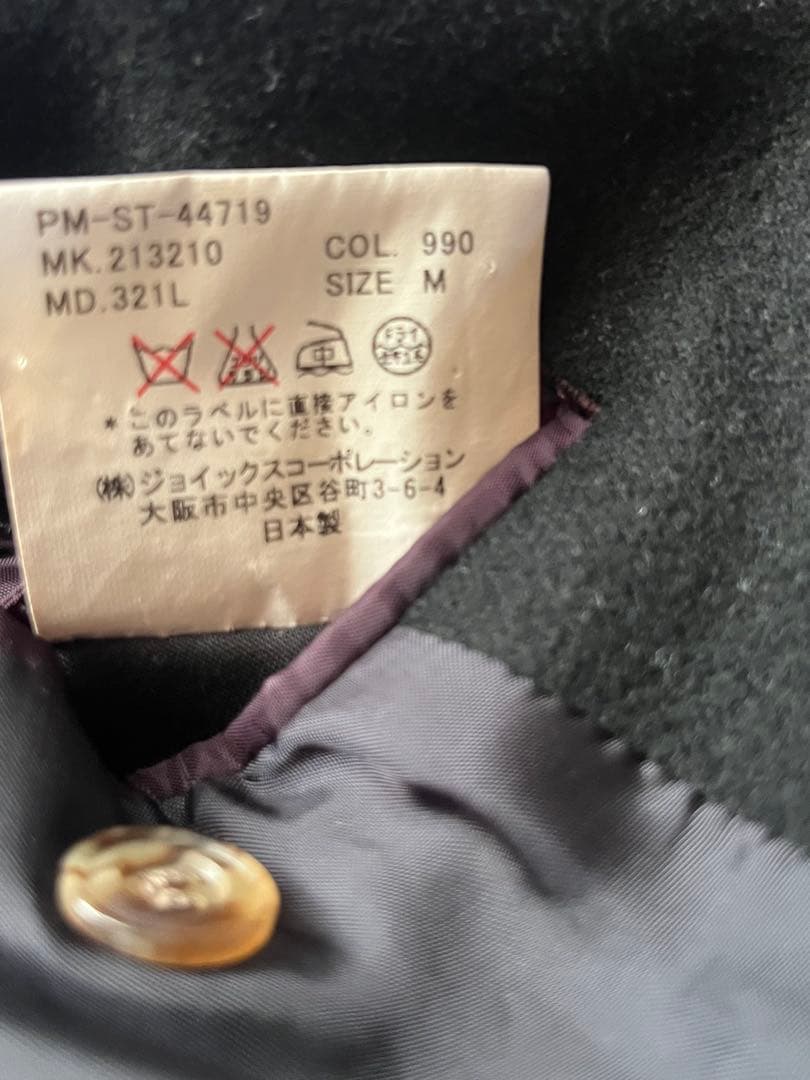 PM-ST-44719
MK.213210 COL. 990
MD.321L SIZE M
中 ドライ
*このラベルに直接アイロンを
あてないでください。
(株)ジョイックスコーポレーション
大阪市中央区谷町3-6-4
日本製